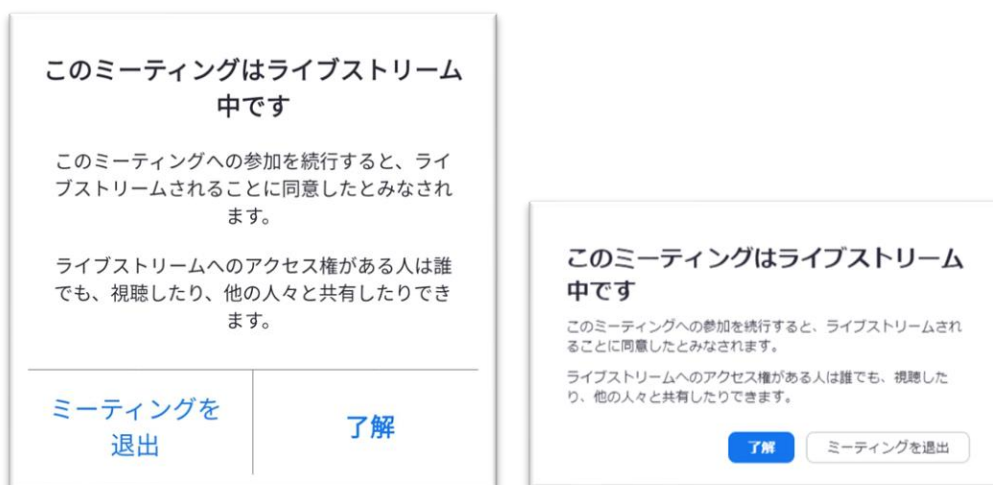 このミーティングはライブストリーム
中です
このミーティングへの参加を続行すると、ライ
ブストリームされることに同意したとみなされ
ます。
ライブストリームへのアクセス権がある人は誰
でも、視聴したり、他の人々と共有したりでき
ます。
ミーティングを
退出
了解
このミーティングはライブストリーム
中です
このミーティングへの参加を続行すると、ライブストリームされ
ることに同意したとみなされます。
ライブストリームへのアクセス権がある人は誰でも、視聴した
り、他の人々と共有したりできます。
了解
ミーティングを退出